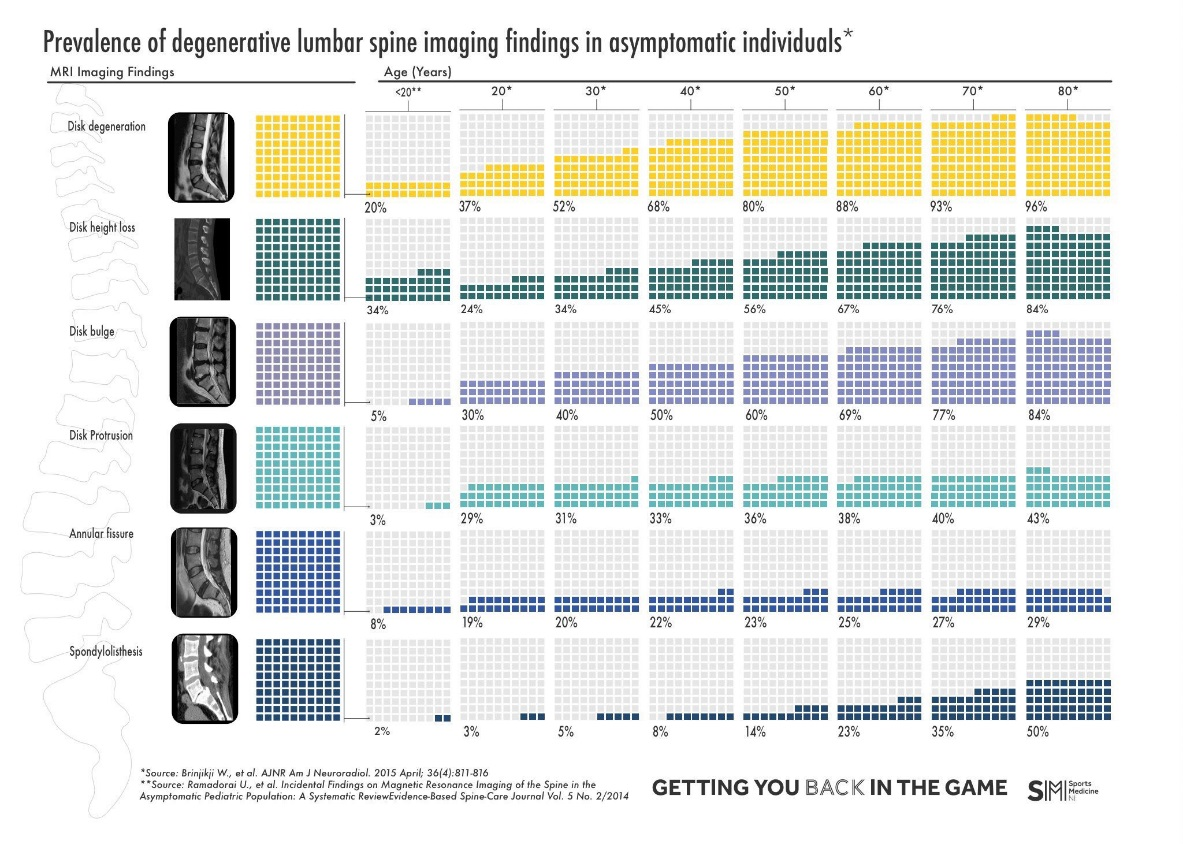 Prevalence of degenerative lumbar spine imaging findings in asymptomatic individuals*
MRI Imaging Findings
Age (Years)
<20** 20* 30* 40* 50* 60* 70* 80*
Disk degeneration
20% 37% 52% 68% 80% 88% 93% 96%
Disk height loss
34% 24% 34% 45% 56% 67% 76% 84%
Disk bulge
5% 30% 40% 50% 60% 69% 77% 84%
Disk Protrusion
3% 29% 31% 33% 36% 38% 40% 43%
Annular fissure
8% 19% 20% 22% 23% 25% 27% 29%
Spondylolisthesis
2% 3% 5% 8% 14% 23% 35% 50%
*Source: Brinjikji W., et al. AJNR Am J Neuroradiol. 2015 April; 36(4):811-816
**Source: Ramadorai U., et al. Incidental Findings on Magnetic Resonance Imaging of the Spine in the
Asymptomatic Pediatric Population: A Systematic ReviewEvidence-Based Spine-Care Journal Vol. 5 No. 2/2014
GETTING YOU BACK IN THE GAME
SMI Sports
Medicine
NI